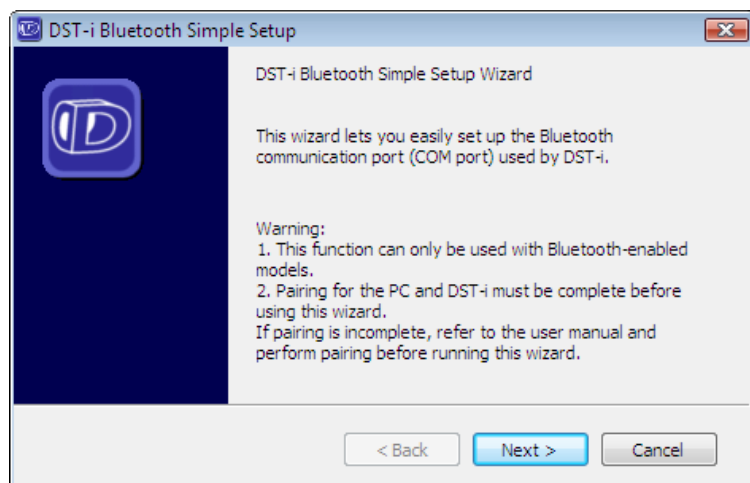 DST-i Bluetooth Simple Setup
DST-i Bluetooth Simple Setup Wizard
This wizard lets you easily set up the Bluetooth
communication port (COM port) used by DST-i.
Warning:
1. This function can only be used with Bluetooth-enabled
models.
2. Pairing for the PC and DST-i must be complete before
using this wizard.
If pairing is incomplete, refer to the user manual and
perform pairing before running this wizard.
< Back
Next >
Cancel